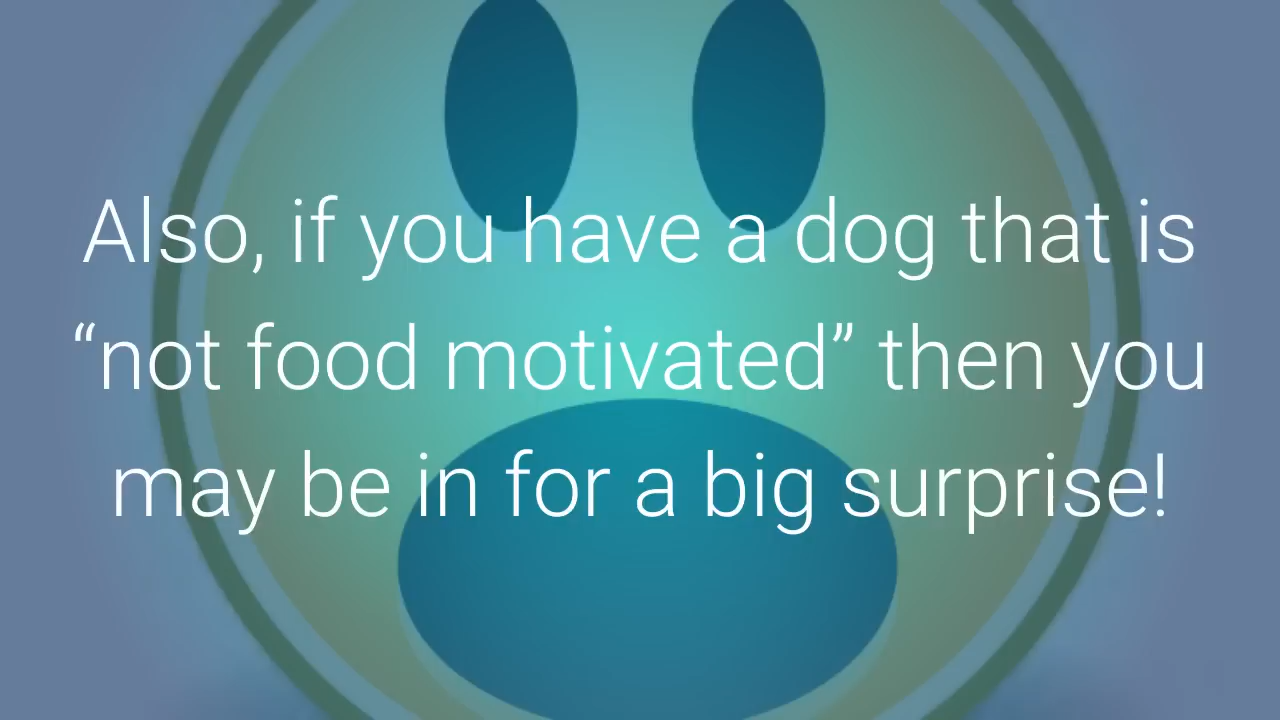 Also, if you have a dog that is
“not food motivated” then you
may be in for a big surprise!